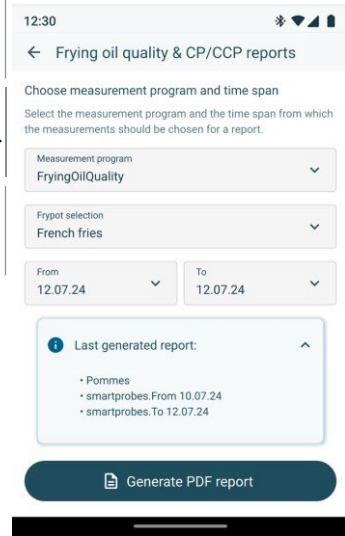 12:30
Frying oil quality & CP/CCP reports
Choose measurement program and time span
Select the measurement program and the time span from which
the measurements should be chosen for a report.
Measurement program
FryingOilQuality
Frypot selection
French fries
From
12.07.24
To
12.07.24
Last generated report:
• Pommes
• smartprobes.From 10.07.24
• smartprobes.To 12.07.24
Generate PDF report